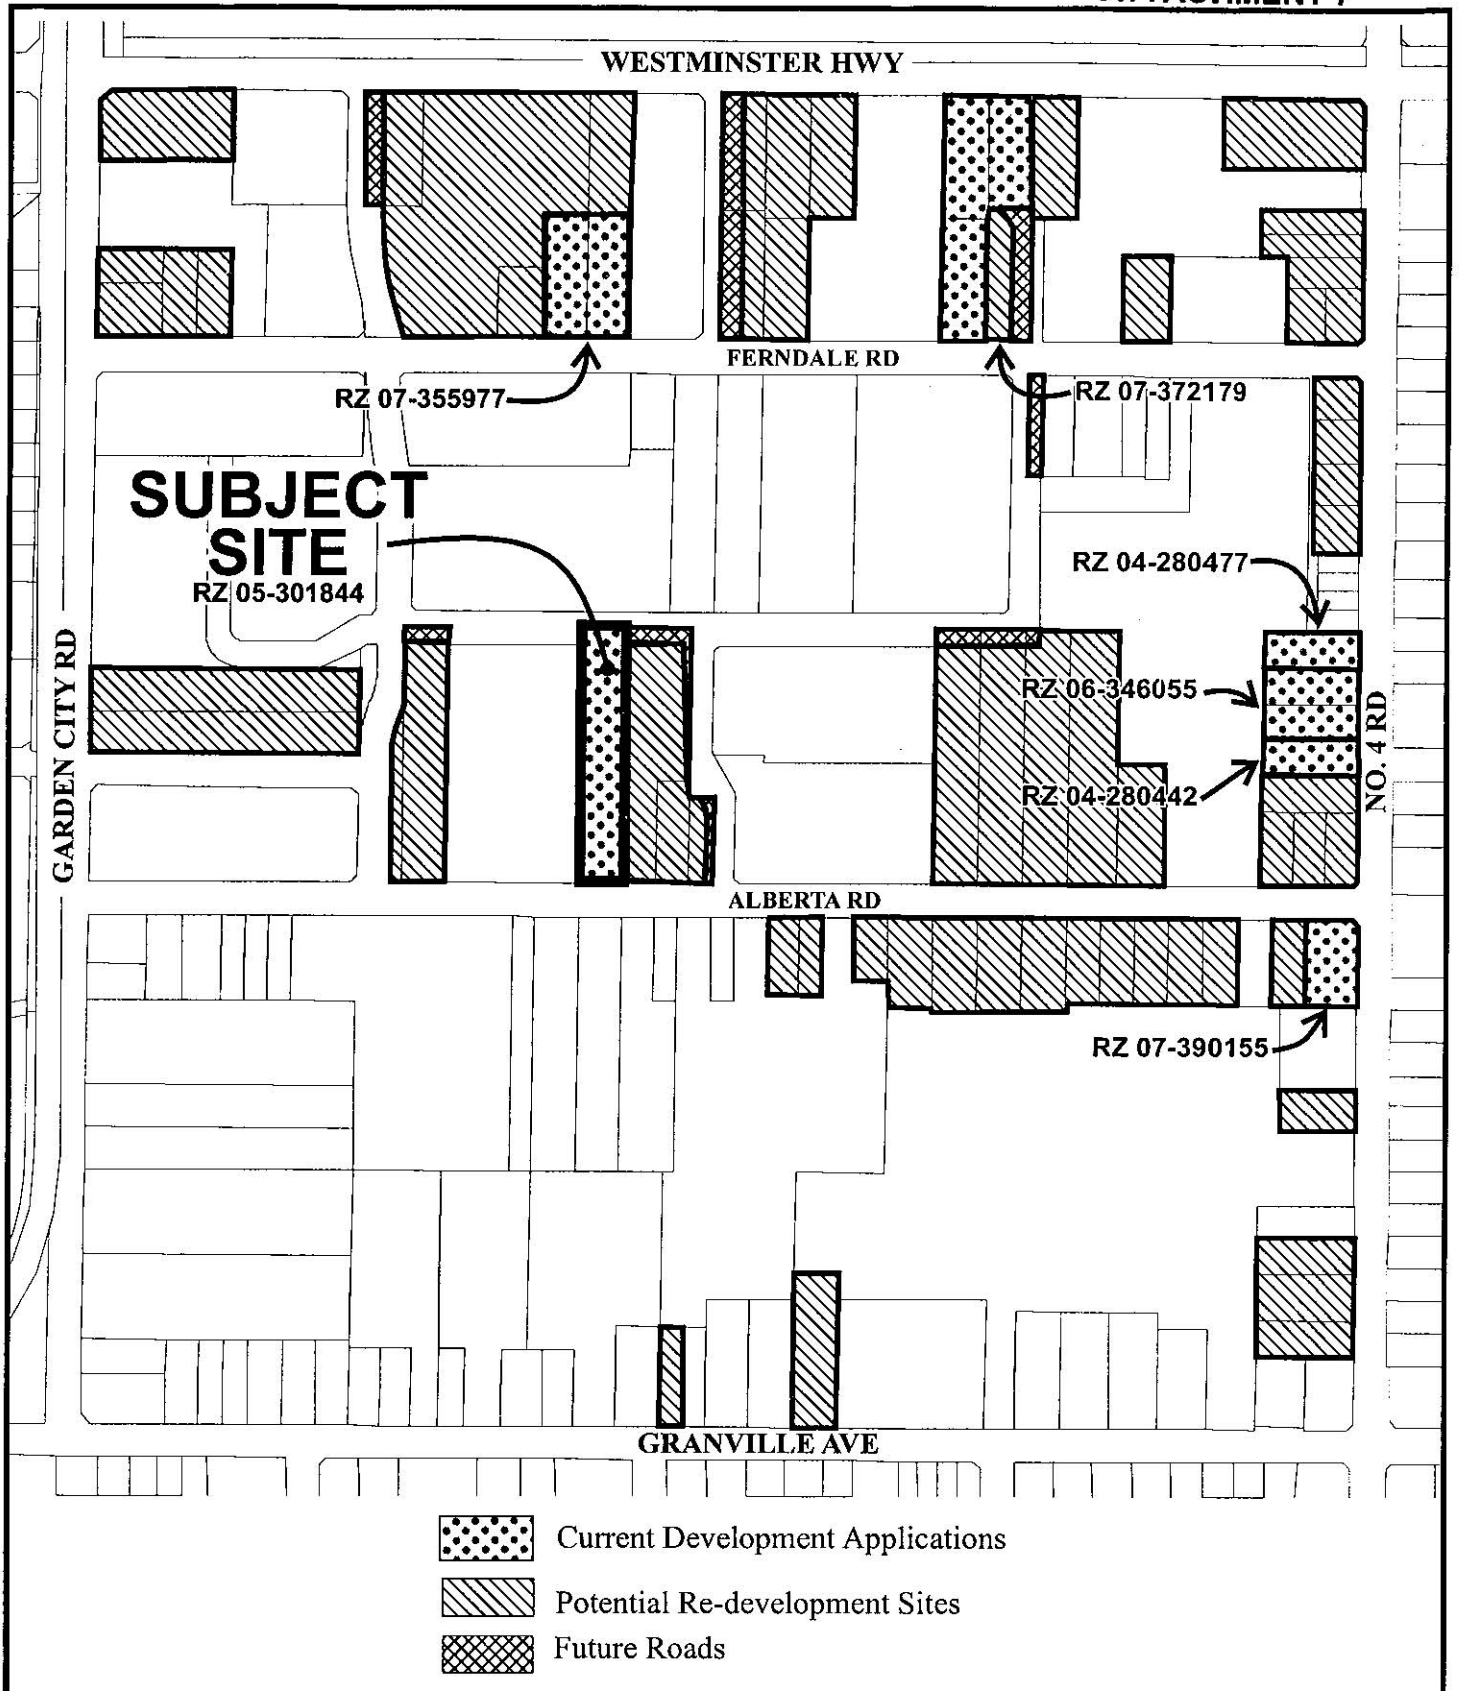 WESTMINSTER HWY
FERNDALE RD
RZ 07-355977
RZ 07-372179
SUBJECT
SITE
RZ 05-301844
RZ 04-280477
RZ 06-346055
RZ 04-280442
GARDEN CITY RD
NO. 4 RD
ALBERTA RD
RZ 07-390155
GRANVILLE AVE
Current Development Applications
Potential Re-development Sites
Future Roads